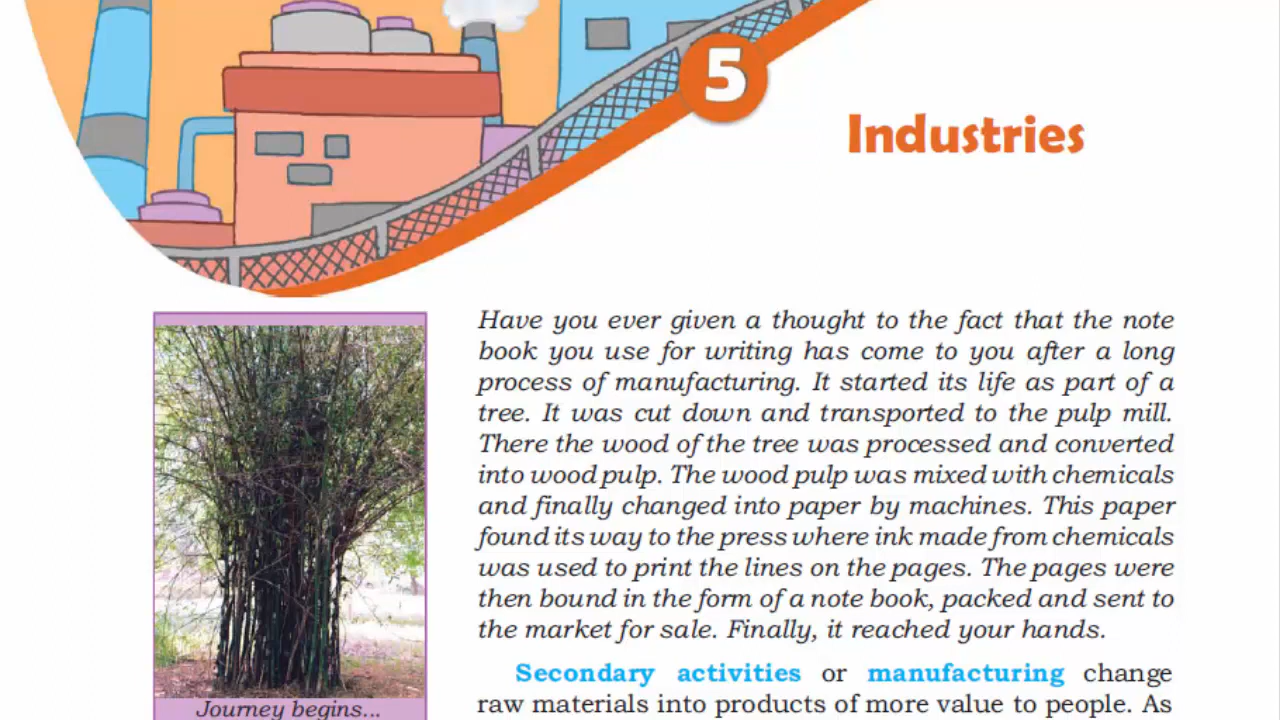 5
Industries
Have you ever given a thought to the fact that the note
book you use for writing has come to you after a long
process of manufacturing. It started its life as part of a
tree. It was cut down and transported to the pulp mill.
There the wood of the tree was processed and converted
into wood pulp. The wood pulp was mixed with chemicals
and finally changed into paper by machines. This paper
found its way to the press where ink made from chemicals
was used to print the lines on the pages. The pages were
then bound in the form of a note book, packed and sent to
the market for sale. Finally, it reached your hands.
Secondary activities or manufacturing change
raw materials into products of more value to people. As
Journey begins...